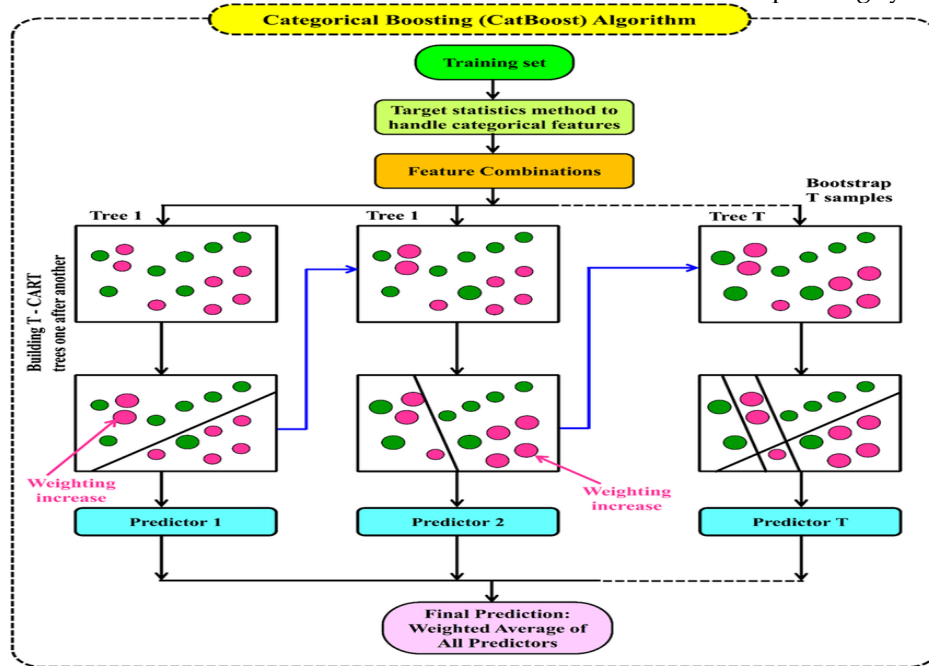 Categorical Boosting (CatBoost) Algorithm
Training set
Target statistics method to
handle categorical features
Feature Combinations
Bootstrap
T samples
Tree 1
Tree 1
Tree T
Building T - CART
trees one after another
Weighting
increase
Weighting
increase
Predictor 1
Predictor 2
Predictor T
Final Prediction:
Weighted Average of
All Predictors